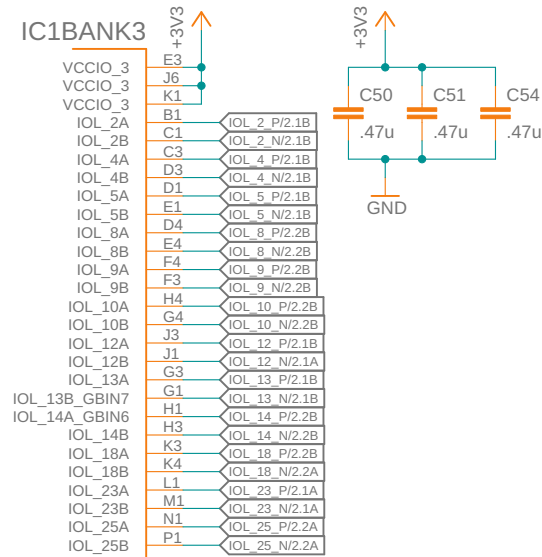 IC1BANK3
+3V3
VCCIO_3 E3
VCCIO_3 J6
VCCIO_3 K1
IOL_2A B1 IOL_2_P/2.1B
IOL_2B C1 IOL_2_N/2.1B
IOL_4A C3 IOL_4_P/2.1B
IOL_4B D3 IOL_4_N/2.1B
IOL_5A D1 IOL_5_P/2.1B
IOL_5B E1 IOL_5_N/2.1B
IOL_8A D4 IOL_8_P/2.2B
IOL_8B E4 IOL_8_N/2.2B
IOL_9A F4 IOL_9_P/2.2B
IOL_9B F3 IOL_9_N/2.2B
IOL_10A H4 IOL_10_P/2.2B
IOL_10B G4 IOL_10_N/2.2B
IOL_12A J3 IOL_12_P/2.1B
IOL_12B J1 IOL_12_N/2.1A
IOL_13A G3 IOL_13_P/2.1B
IOL_13B_GBIN7 G1 IOL_13_N/2.1B
IOL_14A_GBIN6 H1 IOL_14_P/2.2B
IOL_14B H3 IOL_14_N/2.2B
IOL_18A K3 IOL_18_P/2.2B
IOL_18B K4 IOL_18_N/2.2A
IOL_23A L1 IOL_23_P/2.1A
IOL_23B M1 IOL_23_N/2.1A
IOL_25A N1 IOL_25_P/2.2A
IOL_25B P1 IOL_25_N/2.2A
+3V3
C50 C51 C54
.47u .47u .47u
GND